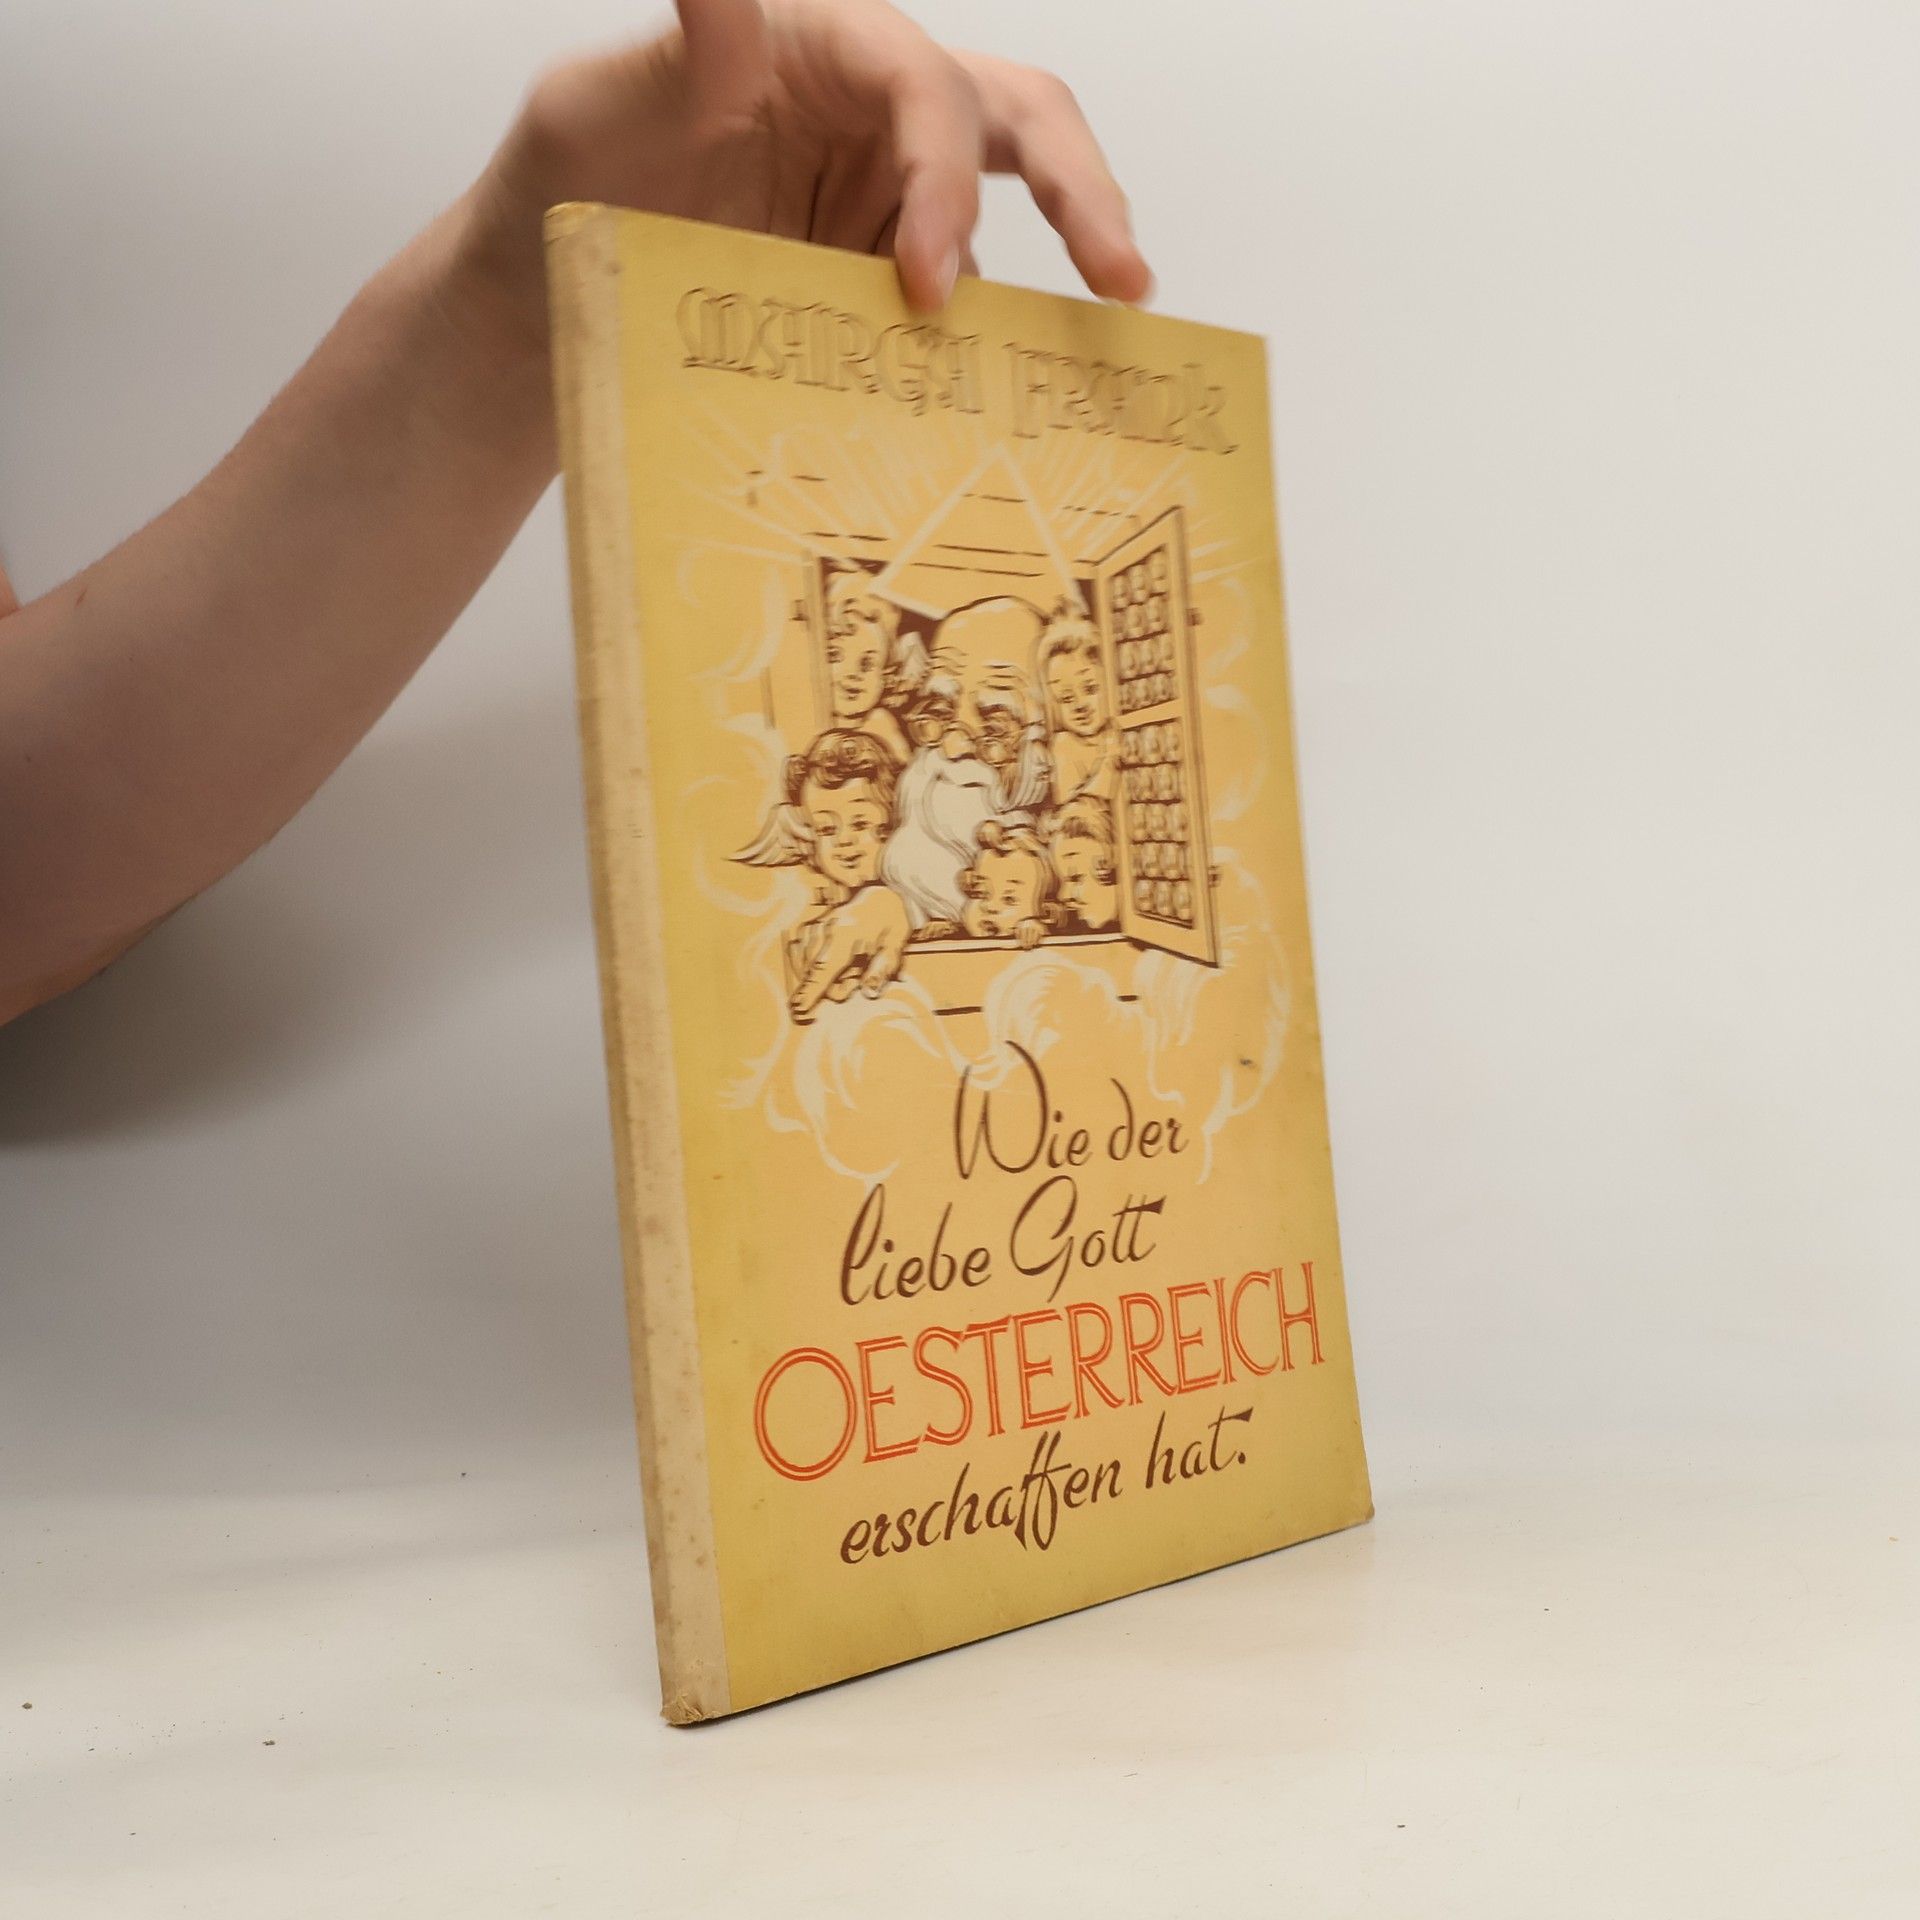 MARGA FRANK
Wie der
liebe Gott
OESTERREICH
erschaffen hat.